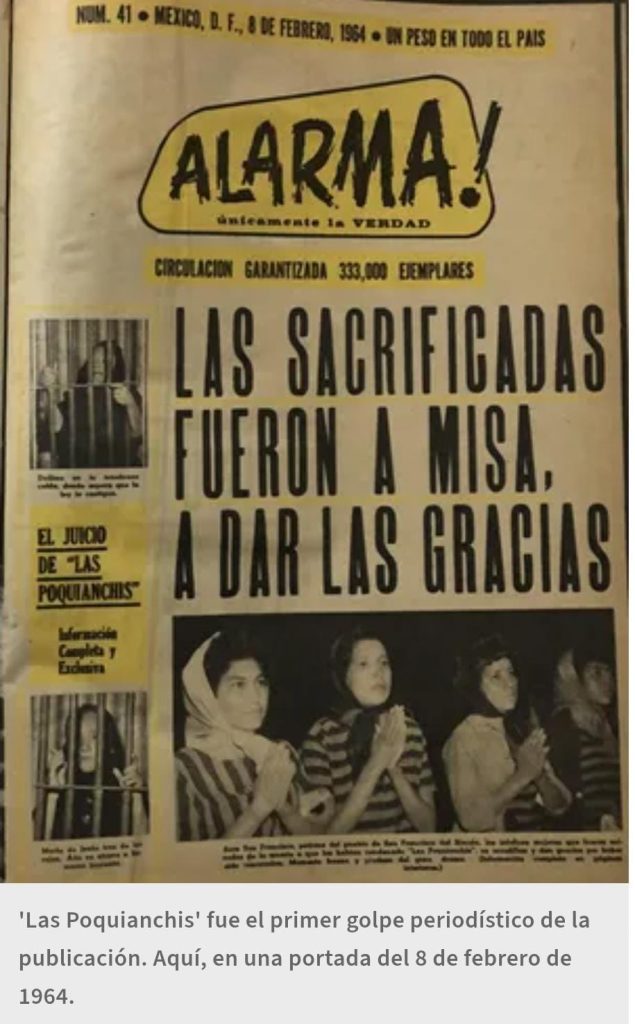 NUM. 41 • MEXICO, D. F., 8 DE FEBRERO, 1964 • UN PESO EN TODO EL PAIS
ALARMA!
únicamente la VERDAD
CIRCULACION GARANTIZADA 333,000 EJEMPLARES
LAS SACRIFICADAS
FUERON A MISA,
A DAR LAS GRACIAS
EL JUICIO
DE "LAS
POQUIANCHIS"
Información
Completa y
Exclusiva
'Las Poquianchis' fue el primer golpe periodístico de la
publicación. Aquí, en una portada del 8 de febrero de
1964.